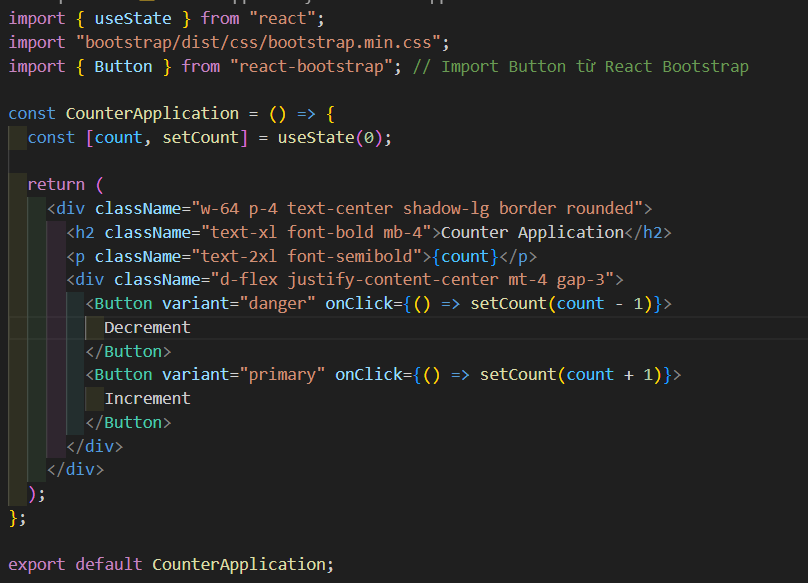 import { useState } from "react";
import "bootstrap/dist/css/bootstrap.min.css";
import { Button } from "react-bootstrap"; // Import Button từ React Bootstrap
const CounterApplication = () => {
const [count, setCount] = useState(0);
return (
<div className="w-64 p-4 text-center shadow-lg border rounded">
<h2 className="text-xl font-bold mb-4">Counter Application</h2>
<p className="text-2xl font-semibold">{count}</p>
<div className="d-flex justify-content-center mt-4 gap-3">
<Button variant="danger" onClick={() => setCount(count - 1)}>
Decrement
</Button>
<Button variant="primary" onClick={() => setCount(count + 1)}>
Increment
</Button>
</div>
</div>
);
};
export default CounterApplication;